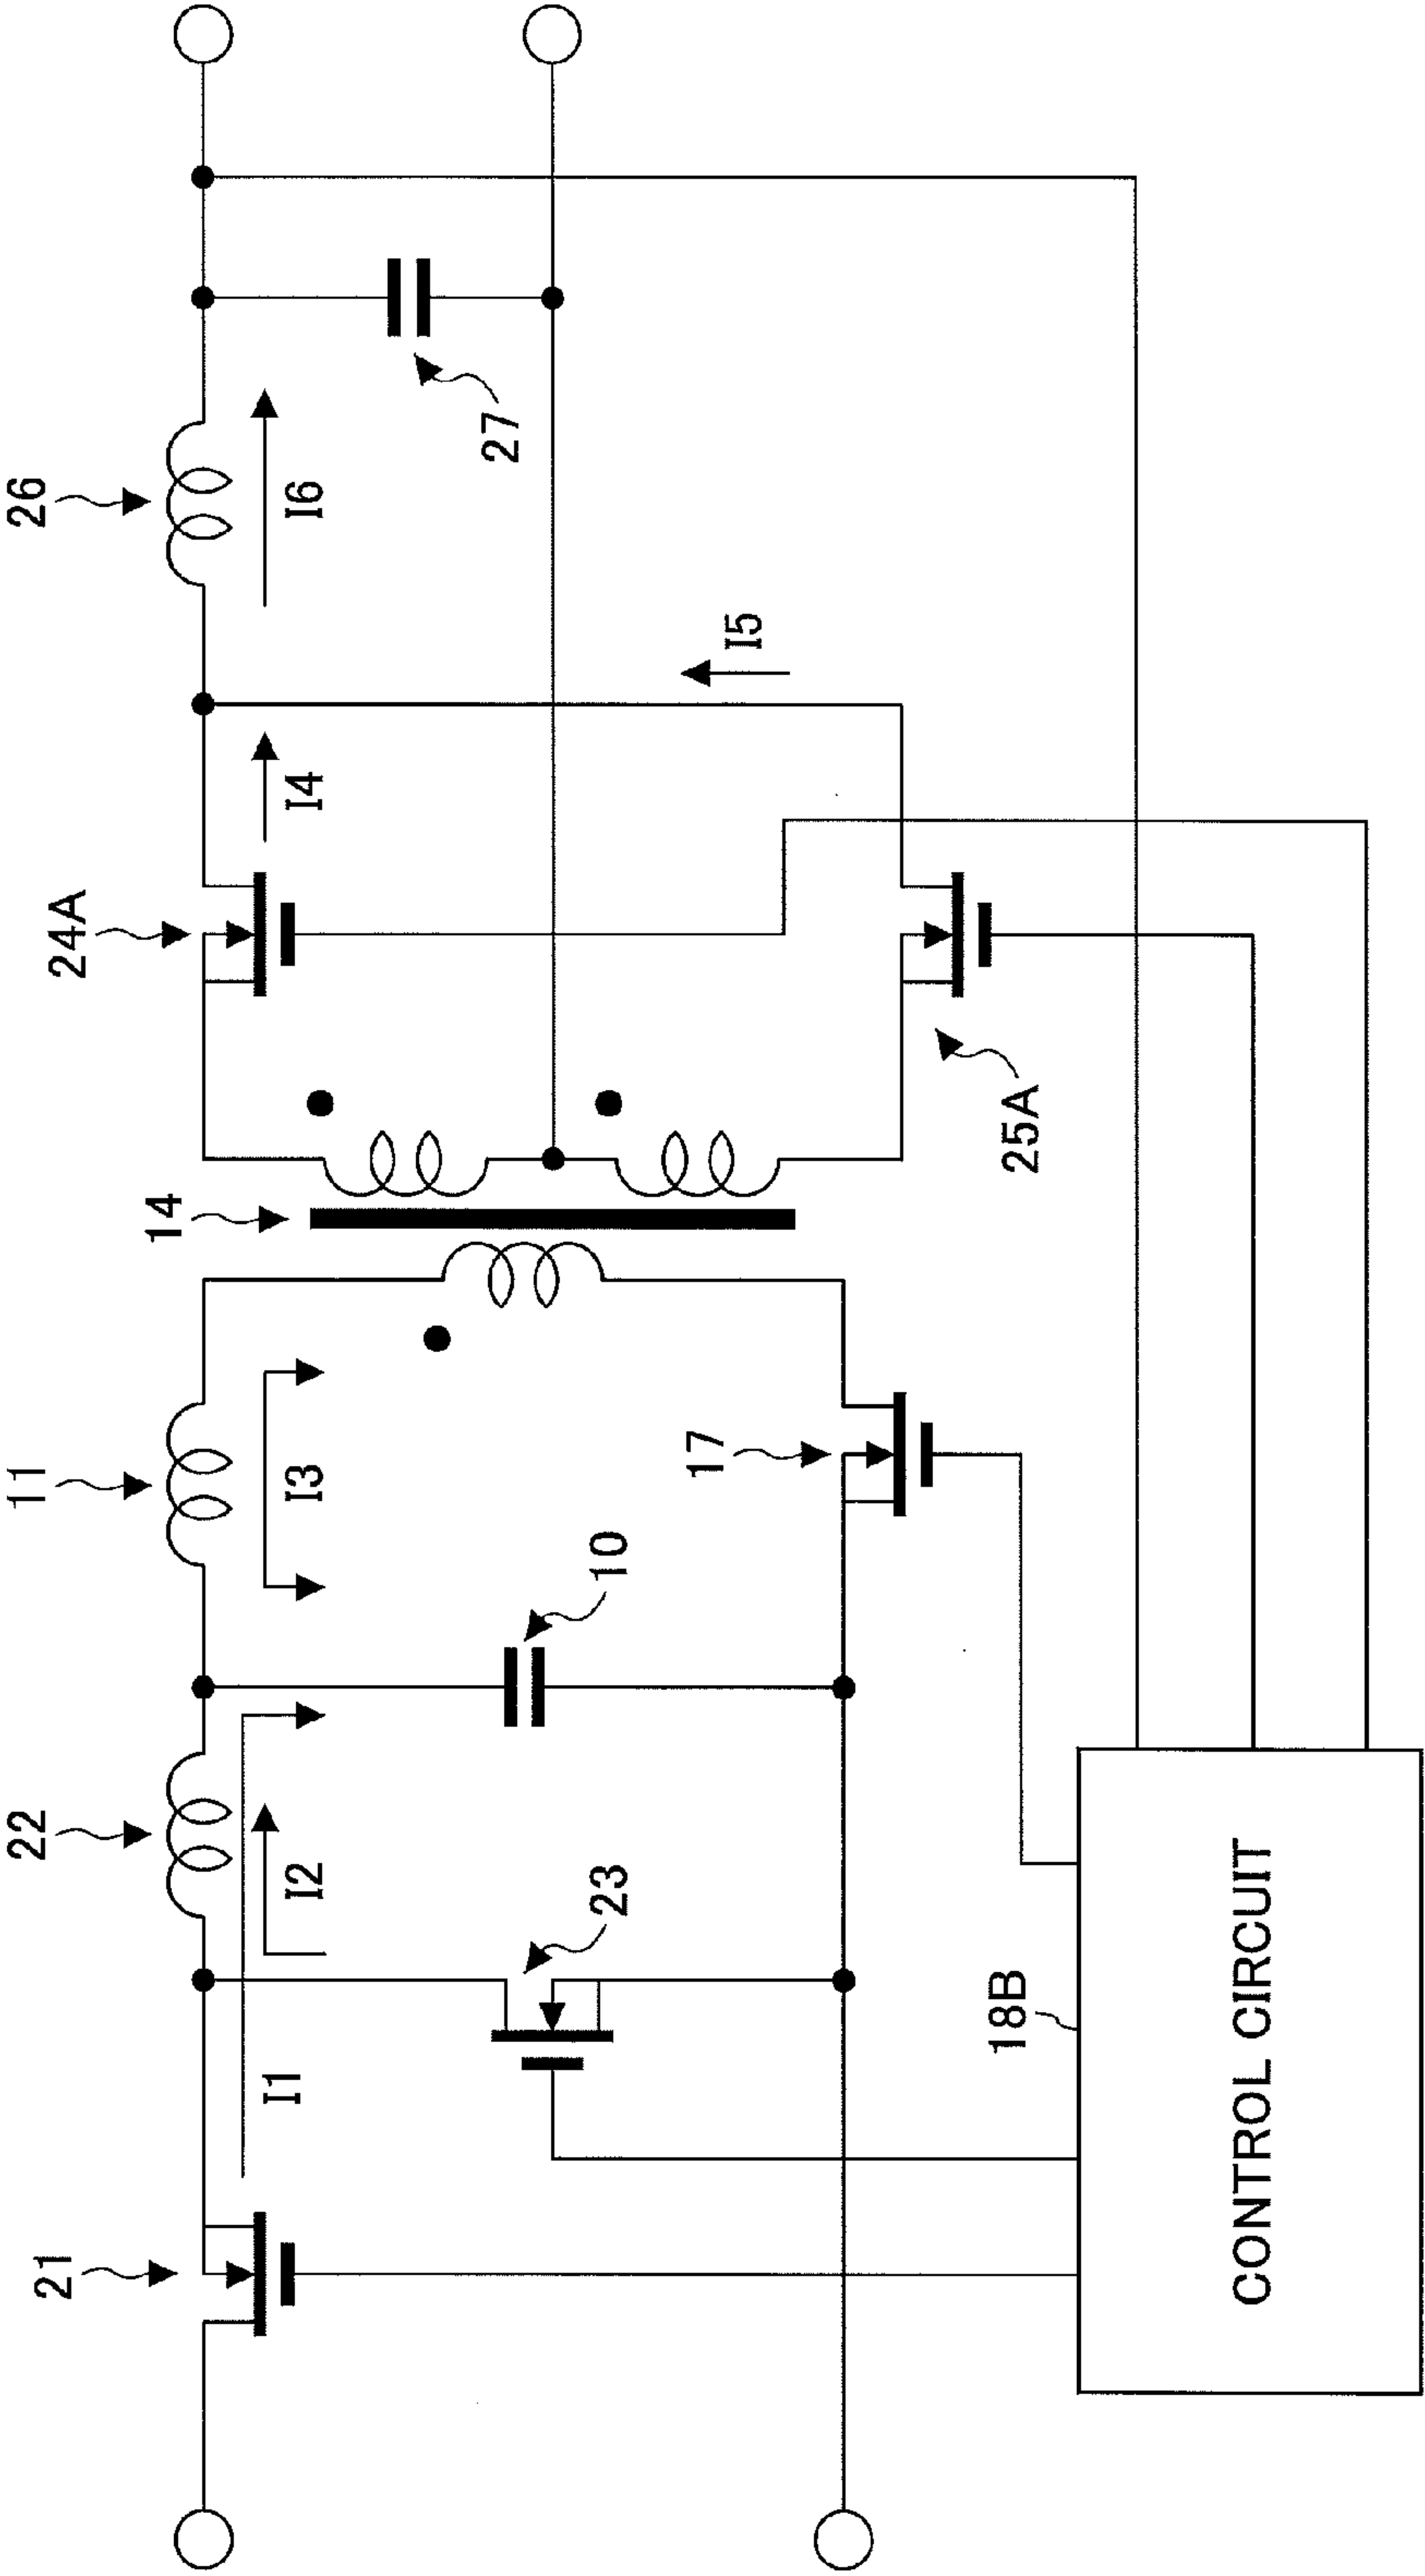 21
22
11
14
24A
26
I1
I2
I3
I4
I6
23
10
17
25A
I5
27
18B
CONTROL CIRCUIT